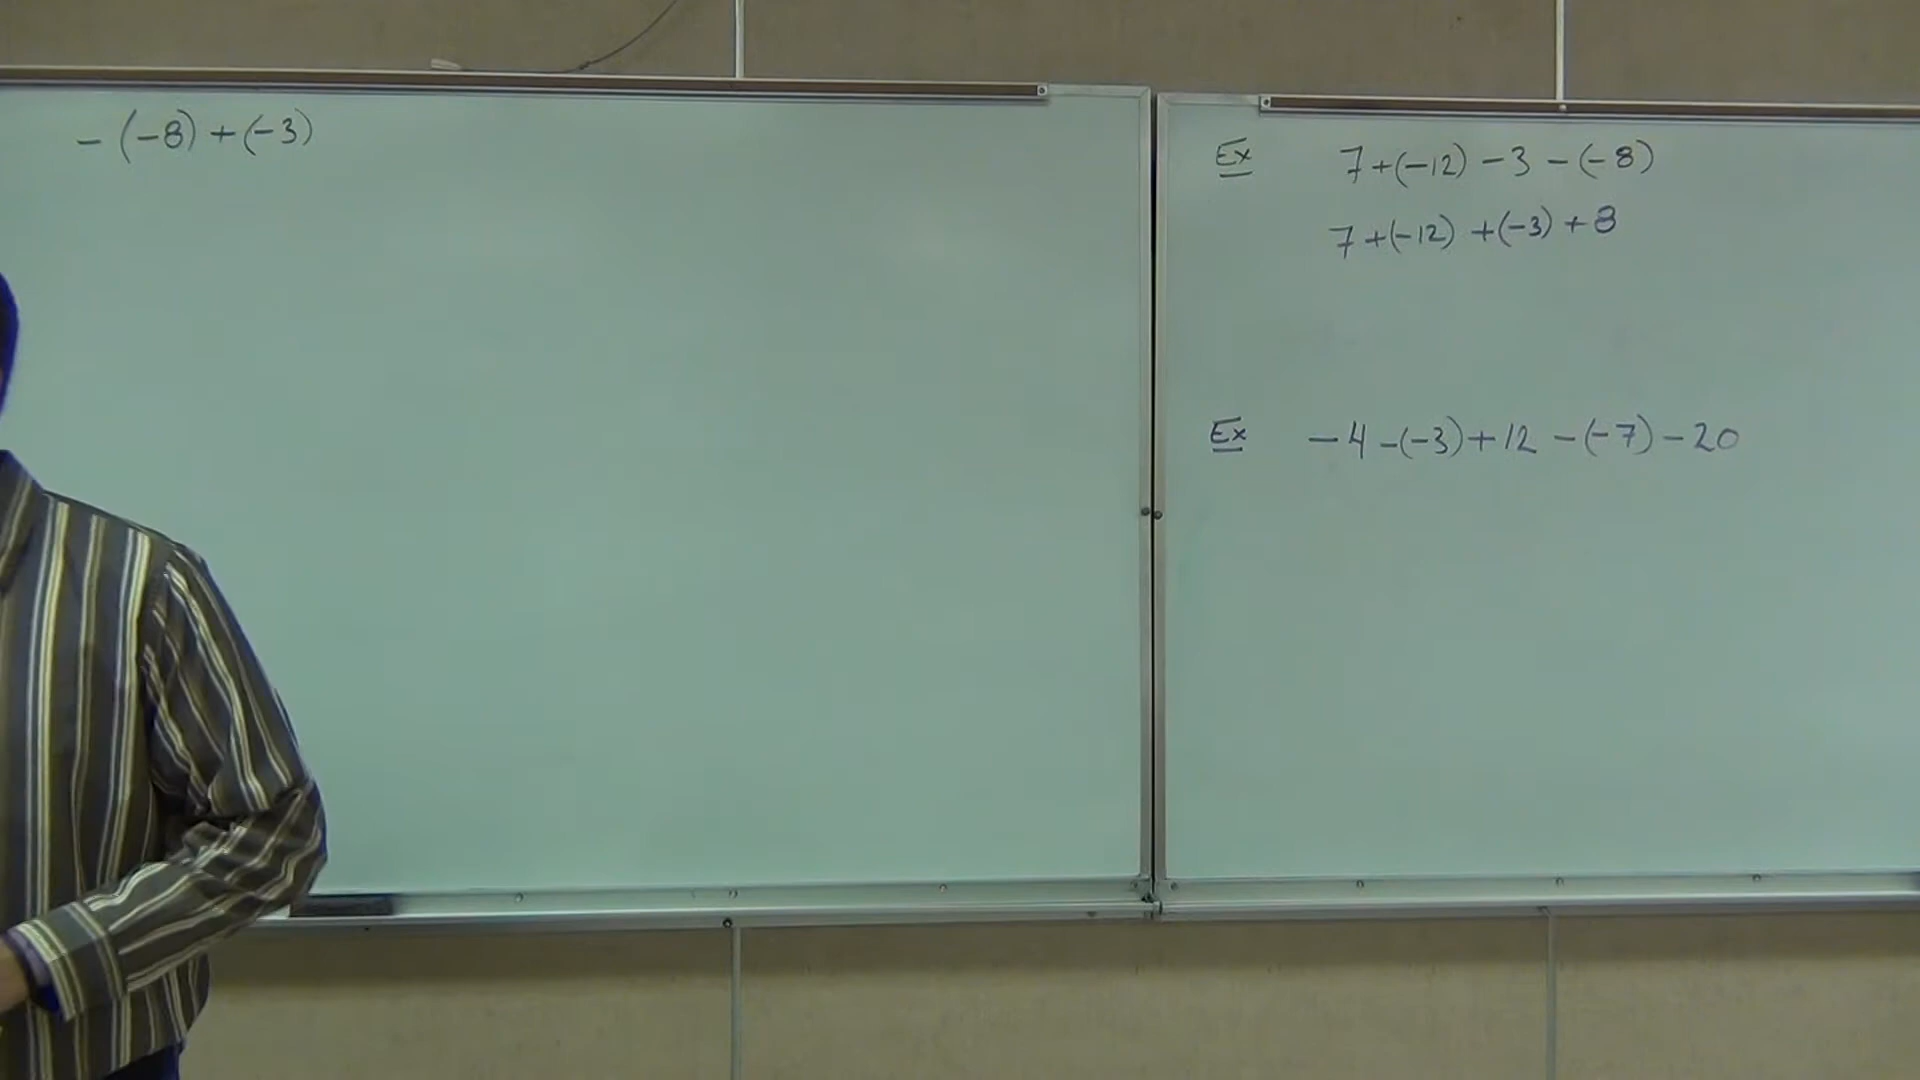 - (-8) + (-3)
Ex 7 + (-12) - 3 - (-8)
7 + (-12) + (-3) + 8
Ex -4 - (-3) + 12 - (-7) - 20